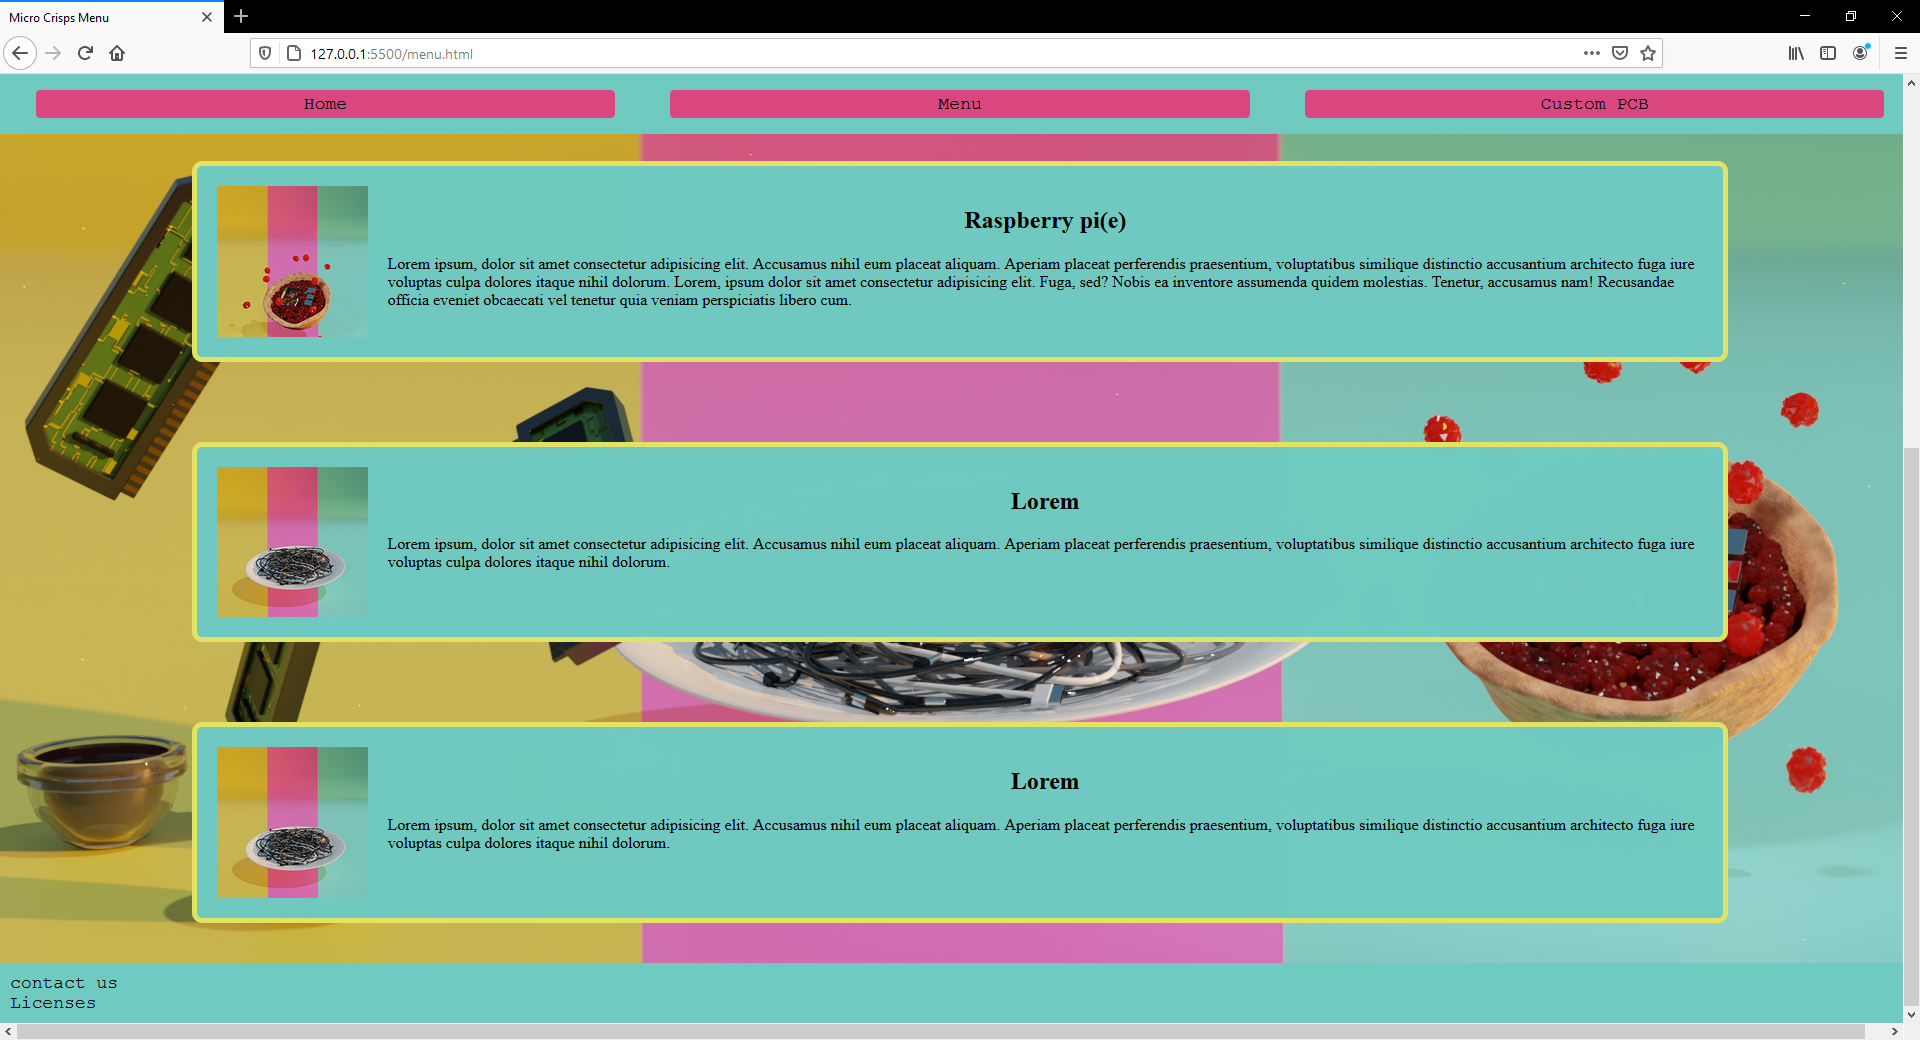 Micro Crisps Menu
127.0.0.1:5500/menu.html
Home
Menu
Custom PCB
Raspberry pi(e)
Lorem ipsum, dolor sit amet consectetur adipisicing elit. Accusamus nihil eum placeat aliquam. Aperiam placeat perferendis praesentium, voluptatibus similique distinctio accusantium architecto fuga iure
voluptas culpa dolores itaque nihil dolorum. Lorem, ipsum dolor sit amet consectetur adipisicing elit. Fuga, sed? Nobis ea inventore assumenda quidem molestias. Tenetur, accusamus nam! Recusandae
officia eveniet obcaecati vel tenetur quia veniam perspiciatis libero cum.
Lorem
Lorem ipsum, dolor sit amet consectetur adipisicing elit. Accusamus nihil eum placeat aliquam. Aperiam placeat perferendis praesentium, voluptatibus similique distinctio accusantium architecto fuga iure
voluptas culpa dolores itaque nihil dolorum.
Lorem
Lorem ipsum, dolor sit amet consectetur adipisicing elit. Accusamus nihil eum placeat aliquam. Aperiam placeat perferendis praesentium, voluptatibus similique distinctio accusantium architecto fuga iure
voluptas culpa dolores itaque nihil dolorum.
contact us
Licenses